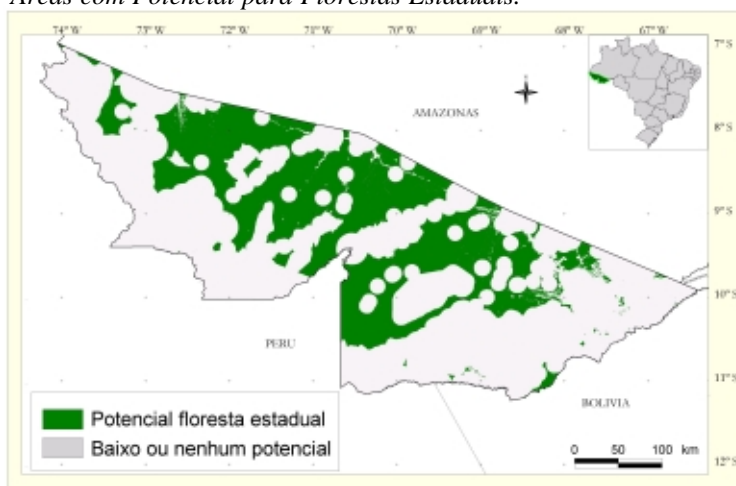 Áreas com Potencial para Florestas Estaduais.
74° W 73° W 72° W 71° W 70° W 69° W 68° W 67° W
7° S
AMAZONAS
8° S
9° S
10° S
PERU
11° S
BOLIVIA
Potencial floresta estadual
Baixo ou nenhum potencial
0 50 100 km
12° S